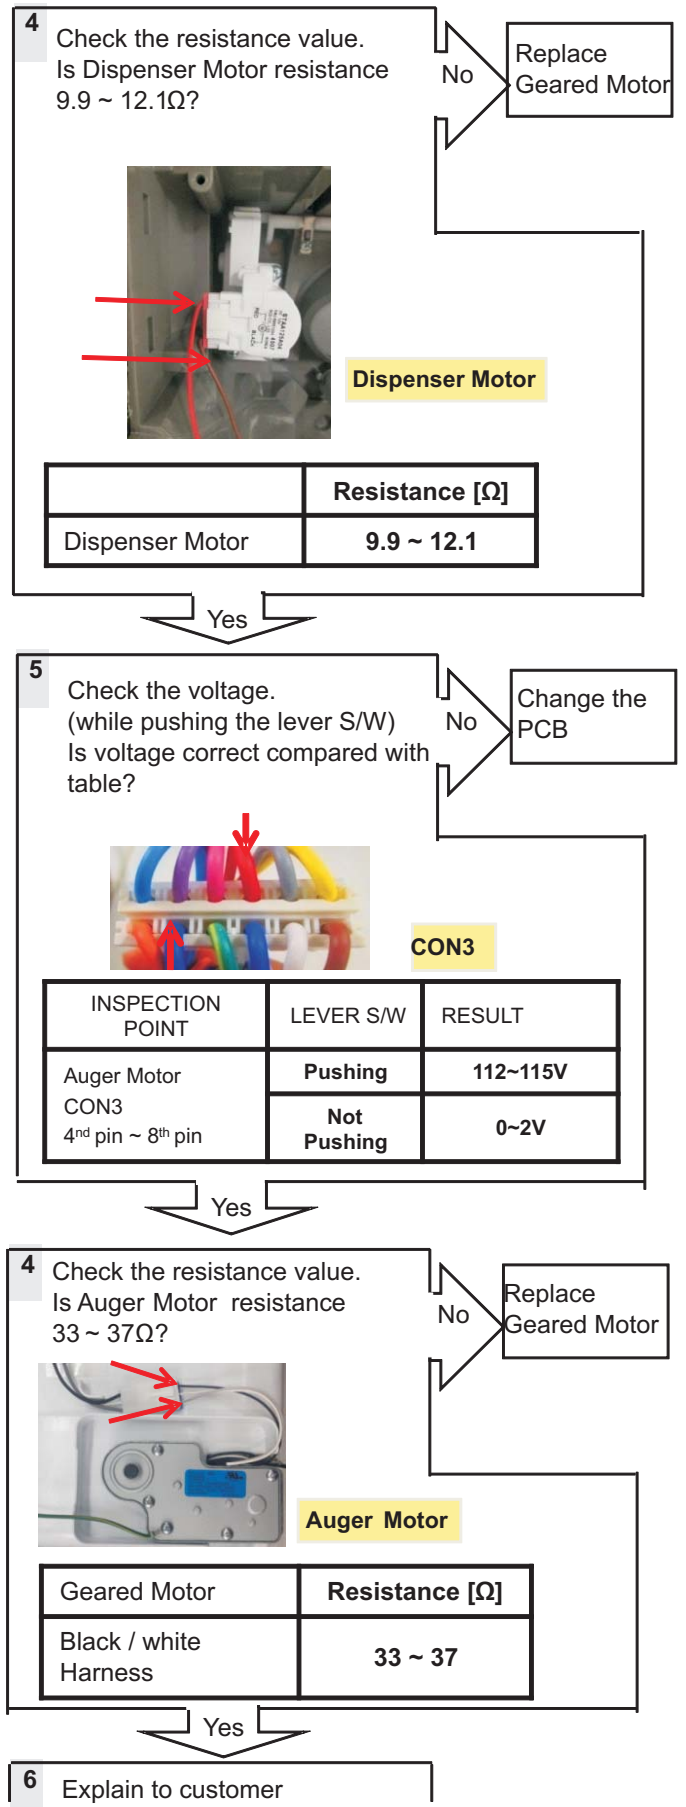 4
Check the resistance value.
Is Dispenser Motor resistance
9.9 ~ 12.1Ω?
No
Replace
Geared Motor
Dispenser Motor
Resistance [Ω]
Dispenser Motor
9.9 ~ 12.1
Yes
5
Check the voltage.
(while pushing the lever S/W)
Is voltage correct compared with
table?
No
Change the
PCB
CON3
INSPECTION
POINT
LEVER S/W
RESULT
Auger Motor
CON3
4nd pin ~ 8th pin
Pushing
112~115V
Not
Pushing
0~2V
Yes
4
Check the resistance value.
Is Auger Motor resistance
33 ~ 37Ω?
No
Replace
Geared Motor
Auger Motor
Geared Motor
Resistance [Ω]
Black / white
Harness
33 ~ 37
Yes
6
Explain to customer